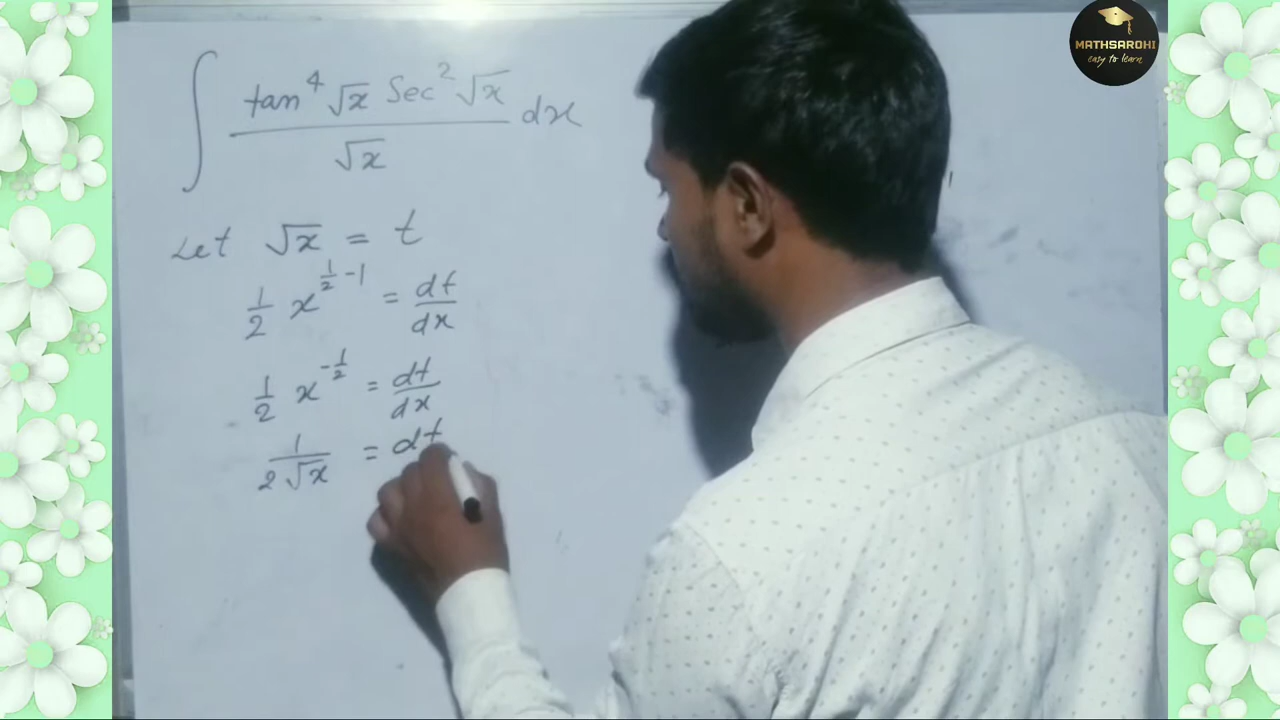 ∫ tan⁴√x Sec²√x / √x dx
Let √x = t
1/2 x^(1/2 - 1) = dt/dx
1/2 x^(-1/2) = dt/dx
1/(2√x) = dt
MATHSAROHI
easy to learn